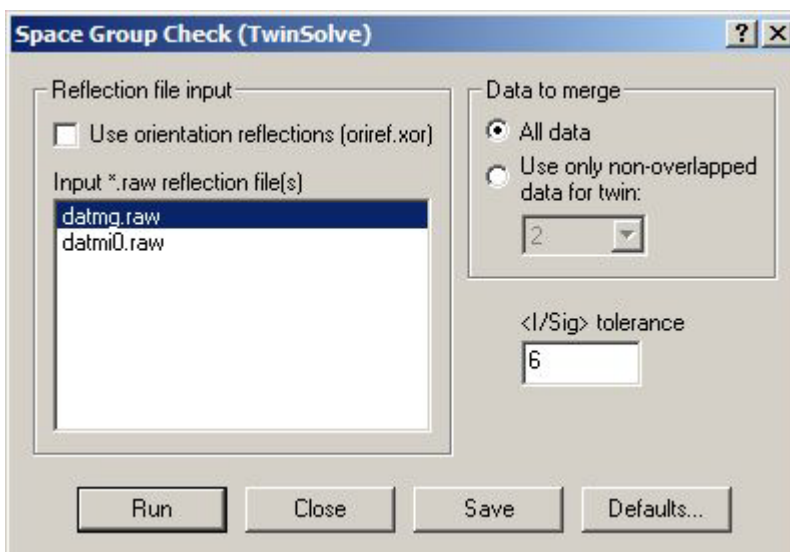 Space Group Check (TwinSolve)
Reflection file input
Use orientation reflections (oriref.xor)
Input *.raw reflection file(s)
datmg.raw
datmi0.raw
Data to merge
All data
Use only non-overlapped
data for twin:
2
<I/Sig> tolerance
6
Run
Close
Save
Defaults...